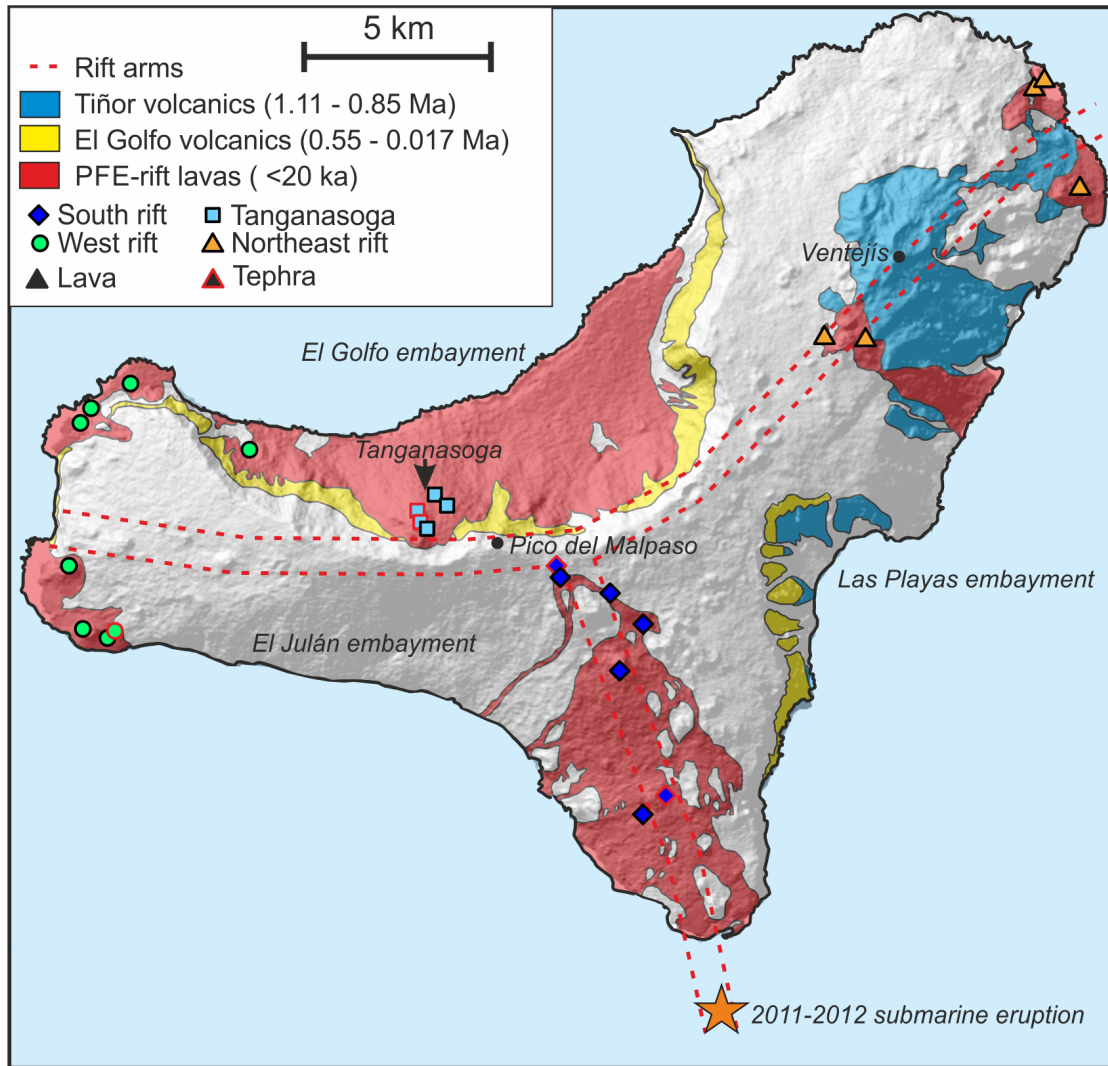 5 km
Rift arms
Tiñor volcanics (1.11 - 0.85 Ma)
El Golfo volcanics (0.55 - 0.017 Ma)
PFE-rift lavas ( <20 ka)
South rift Tanganasoga
West rift Northeast rift
Lava Tephra
Ventejís
El Golfo embayment
Tanganasoga
Pico del Malpaso
Las Playas embayment
El Julán embayment
2011-2012 submarine eruption